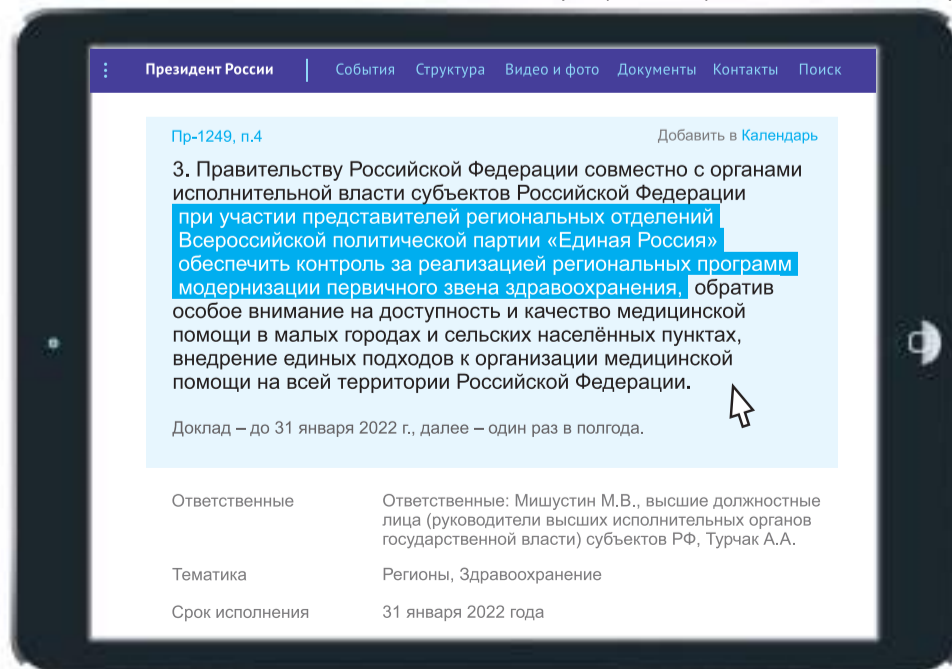 Президент России События Структура Видео и фото Документы Контакты Поиск
Пр-1249, п.4 Добавить в Календарь
3. Правительству Российской Федерации совместно с органами
исполнительной власти субъектов Российской Федерации
при участии представителей региональных отделений
Всероссийской политической партии «Единая Россия»
обеспечить контроль за реализацией региональных программ
модернизации первичного звена здравоохранения, обратив
особое внимание на доступность и качество медицинской
помощи в малых городах и сельских населённых пунктах,
внедрение единых подходов к организации медицинской
помощи на всей территории Российской Федерации.
Доклад – до 31 января 2022 г., далее – один раз в полгода.
Ответственные Ответственные: Мишустин М.В., высшие должностные
лица (руководители высших исполнительных органов
государственной власти) субъектов РФ, Турчак А.А.
Тематика Регионы, Здравоохранение
Срок исполнения 31 января 2022 года